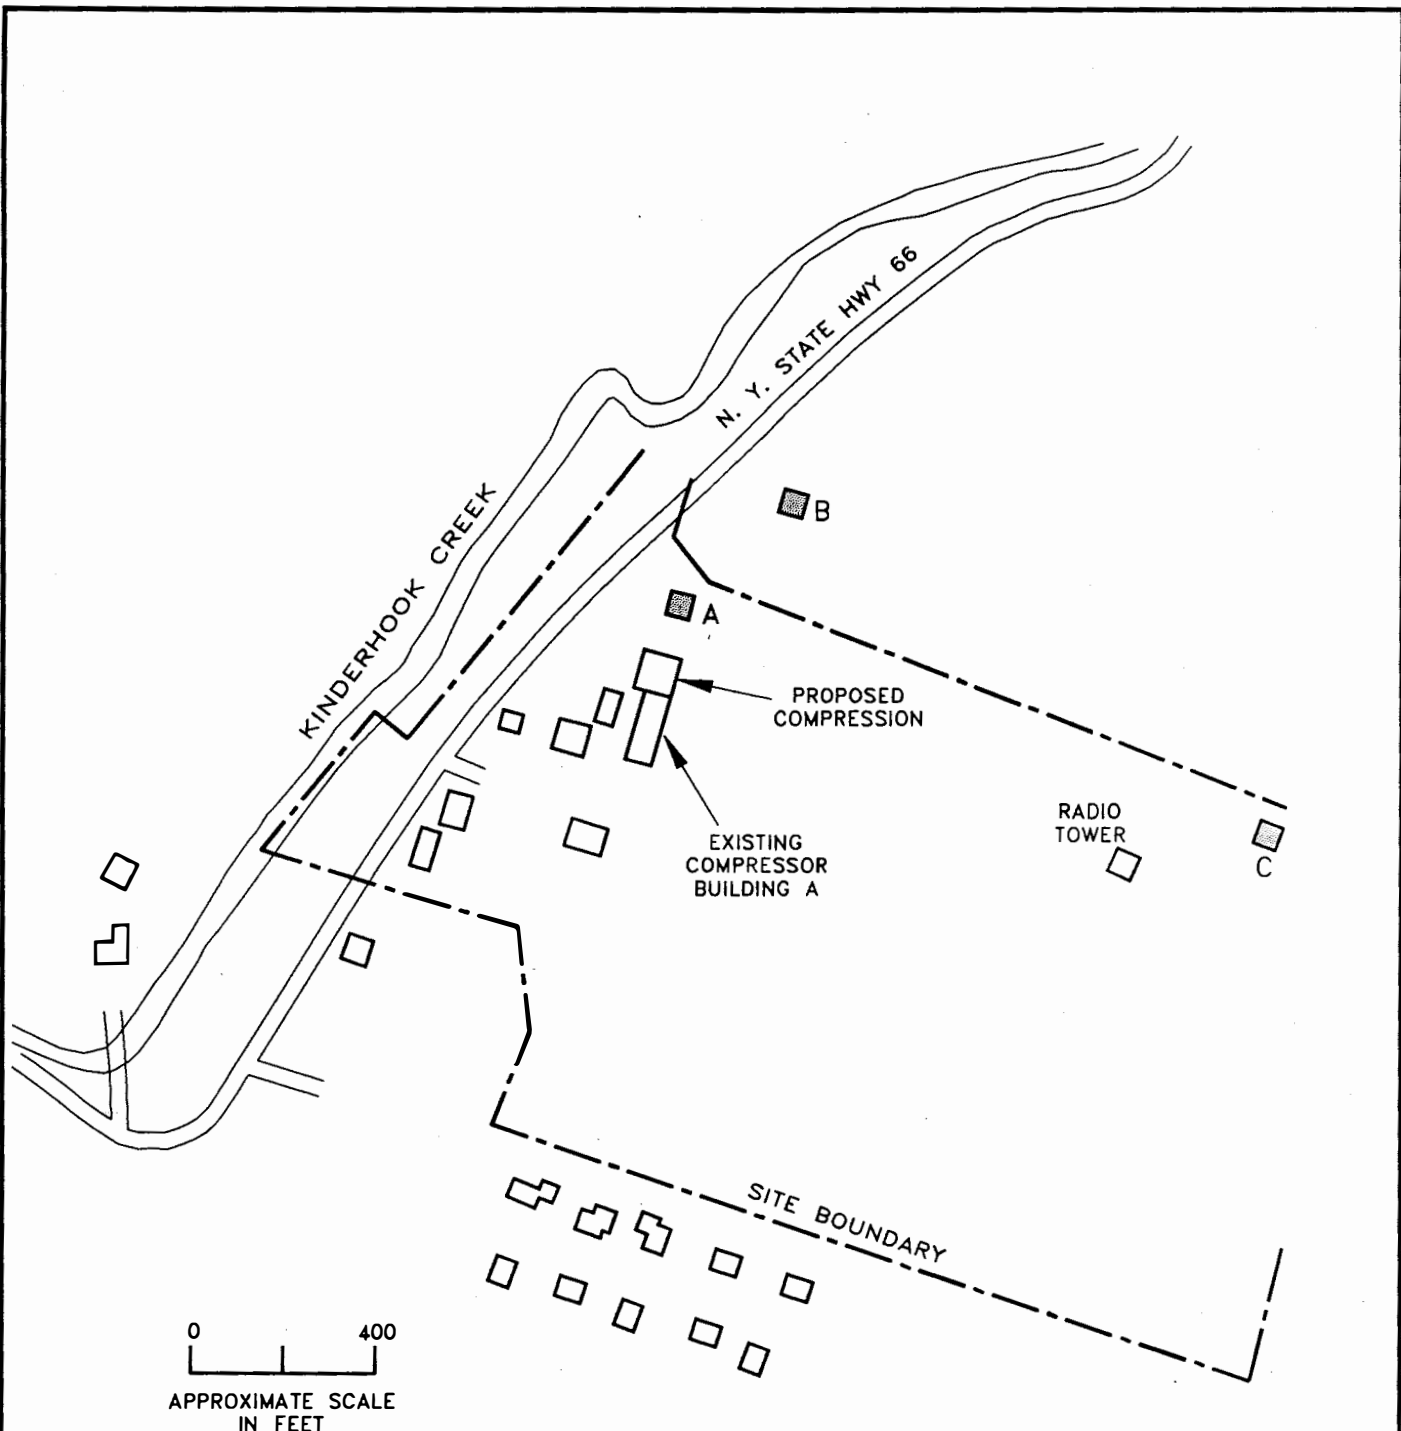 N. Y. STATE HWY 66
KINDERHOOK CREEK
B
A
PROPOSED
COMPRESSION
EXISTING
COMPRESSOR
BUILDING A
RADIO
TOWER
C
SITE BOUNDARY
0 400
APPROXIMATE SCALE
IN FEET